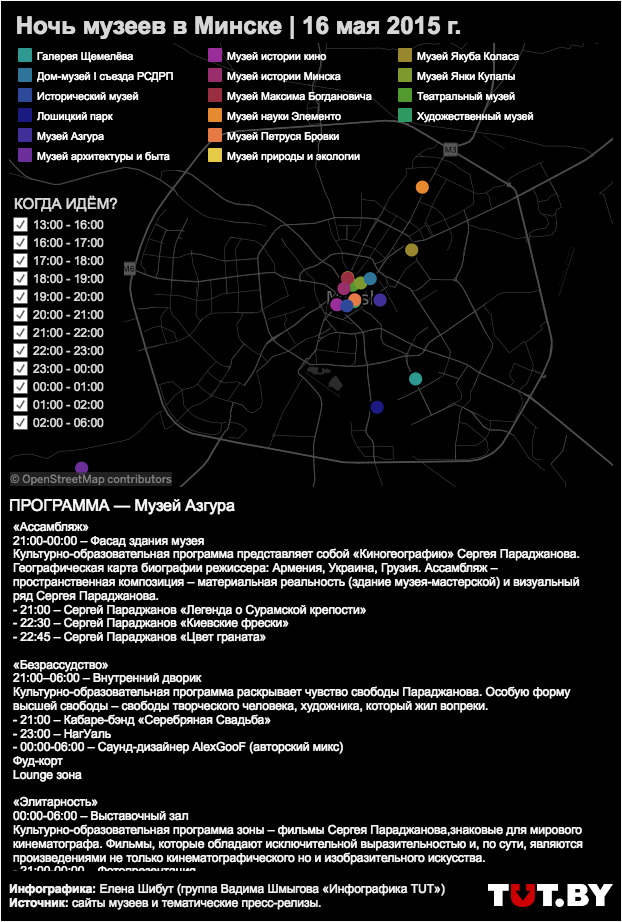 Ночь музеев в Минске | 16 мая 2015 г.
Галерея Щемелёва
Дом-музей I съезда РСДРП
Исторический музей
Лошицкий парк
Музей Азгура
Музей архитектуры и быта
Музей истории кино
Музей истории Минска
Музей Максима Богдановича
Музей науки Элементо
Музей Петруся Бровки
Музей природы и экологии
Музей Якуба Коласа
Музей Янки Купалы
Театральный музей
Художественный музей
M3
КОГДА ИДЁМ?
13:00 - 16:00
16:00 - 17:00
17:00 - 18:00
18:00 - 19:00
19:00 - 20:00
20:00 - 21:00
21:00 - 22:00
22:00 - 23:00
23:00 - 00:00
00:00 - 01:00
01:00 - 02:00
02:00 - 06:00
M6
© OpenStreetMap contributors
ПРОГРАММА — Музей Азгура
«Ассамбляж»
21:00-00:00 – Фасад здания музея
Культурно-образовательная программа представляет собой «Киногеографию» Сергея Параджанова.
Географическая карта биографии режиссера: Армения, Украина, Грузия. Ассамбляж –
пространственная композиция – материальная реальность (здание музея-мастерской) и визуальный
ряд Сергея Параджанова.
- 21:00 – Сергей Параджанов «Легенда о Сурамской крепости»
- 22:30 – Сергей Параджанов «Киевские фрески»
- 22:45 – Сергей Параджанов «Цвет граната»
«Безрассудство»
21:00–06:00 – Внутренний дворик
Культурно-образовательная программа раскрывает чувство свободы Параджанова. Особую форму
высшей свободы – свободы творческого человека, художника, который жил вопреки.
- 21:00 – Кабаре-бэнд «Серебряная Свадьба»
- 23:00 – НагУаль
- 00:00-06:00 – Саунд-дизайнер AlexGooF (авторский микс)
Фуд-корт
Lounge зона
«Элитарность»
00:00-06:00 – Выставочный зал
Культурно-образовательная программа зоны – фильмы Сергея Параджанова,знаковые для мирового
кинематографа. Фильмы, которые обладают исключительной выразительностью и, по сути, являются
произведениями не только кинематографического но и изобразительного искусства.
- 21:00-00:00 – Фотопрезентация
Инфографика: Елена Шибут (группа Вадима Шмыгова «Инфографика TUT»)
Источник: сайты музеев и тематические пресс-релизы.
TUT.BY